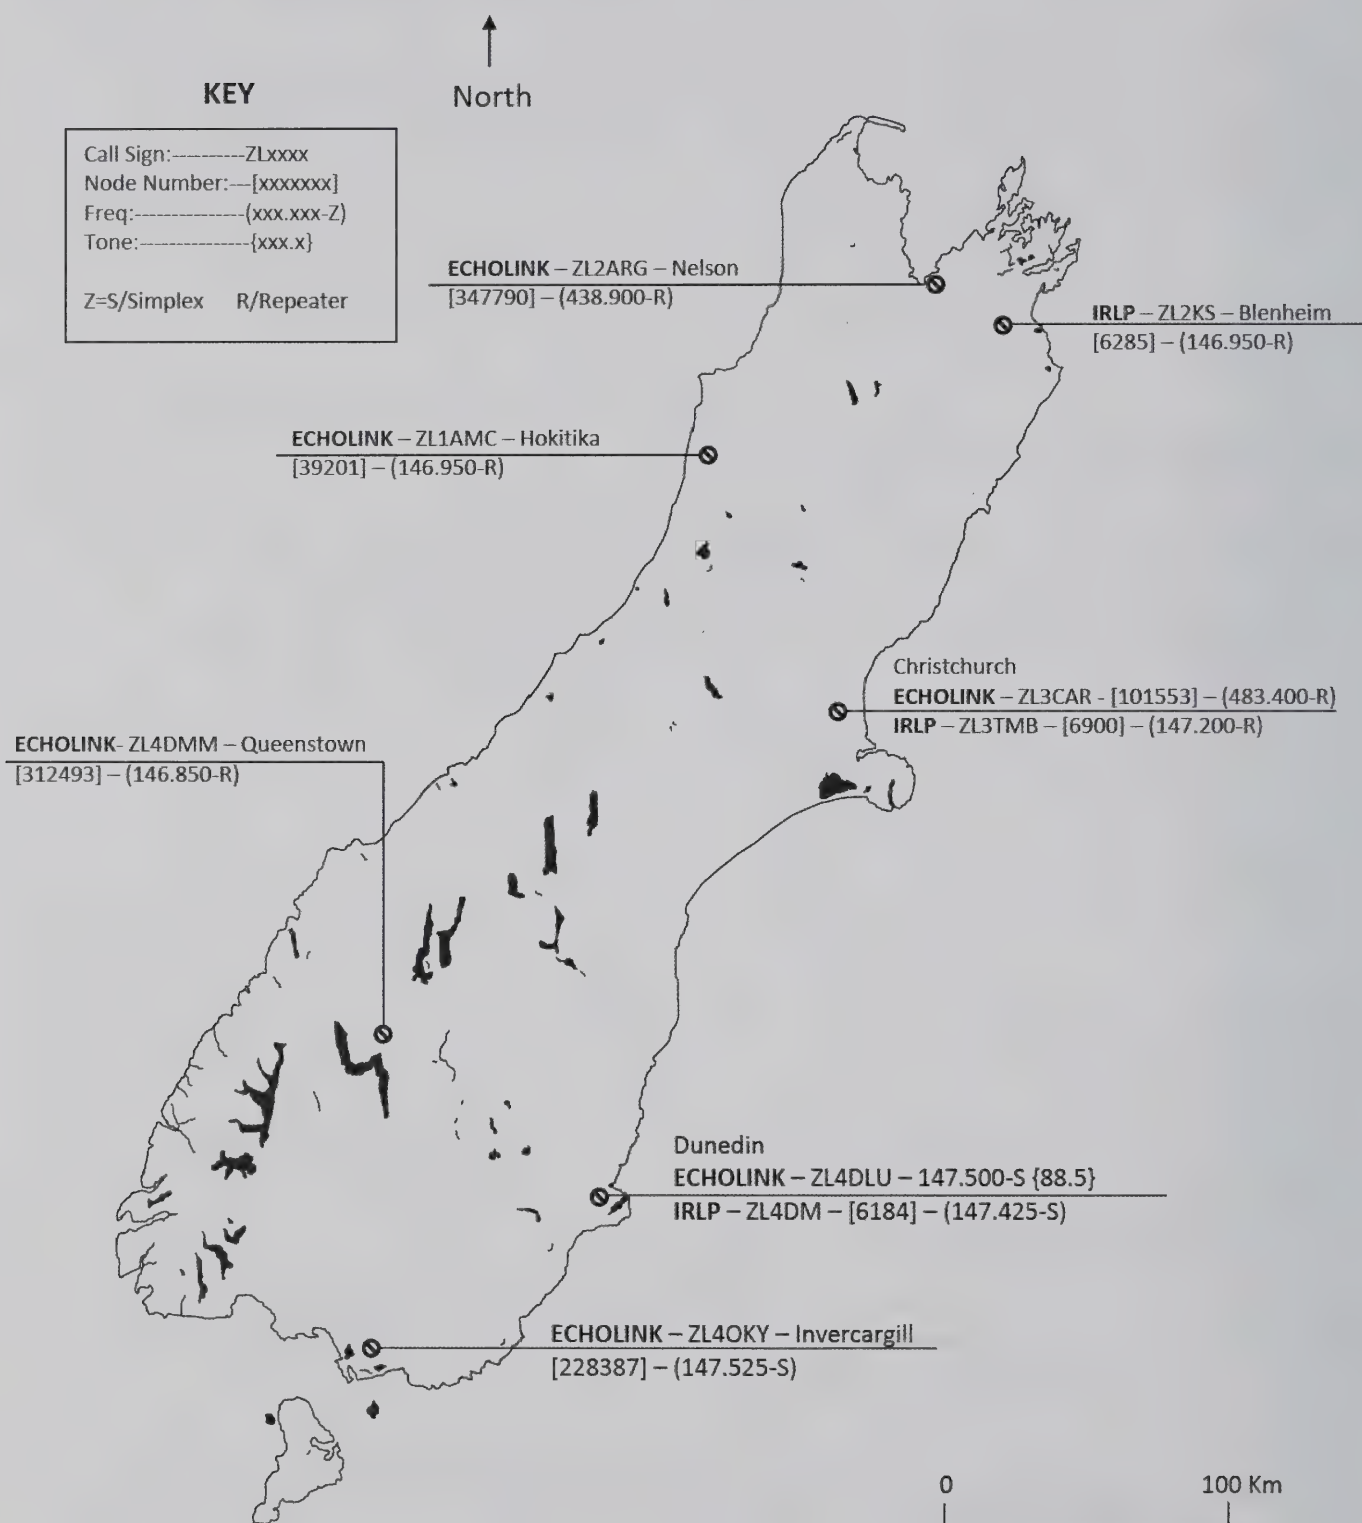 North
KEY
Call Sign:----------ZLxxxx
Node Number:---[xxxxxxx]
Freq:---------------(xxx.xxx-Z)
Tone:---------------{xxx.x}
Z=S/Simplex R/Repeater
ECHOLINK – ZL2ARG – Nelson
[347790] – (438.900-R)
IRLP – ZL2KS – Blenheim
[6285] – (146.950-R)
ECHOLINK – ZL1AMC – Hokitika
[39201] – (146.950-R)
Christchurch
ECHOLINK – ZL3CAR - [101553] – (483.400-R)
IRLP – ZL3TMB – [6900] – (147.200-R)
ECHOLINK- ZL4DMM – Queenstown
[312493] – (146.850-R)
Dunedin
ECHOLINK – ZL4DLU – 147.500-S {88.5}
IRLP – ZL4DM – [6184] – (147.425-S)
ECHOLINK – ZL4OKY – Invercargill
[228387] – (147.525-S)
0 100 Km